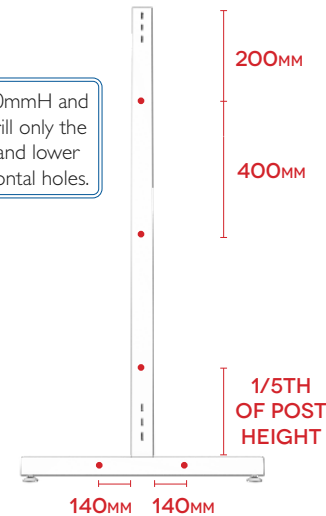 200MM
0mmH and
ill only the
and lower
ontal holes.
400MM
1/5TH
OF POST
HEIGHT
140MM 140MM